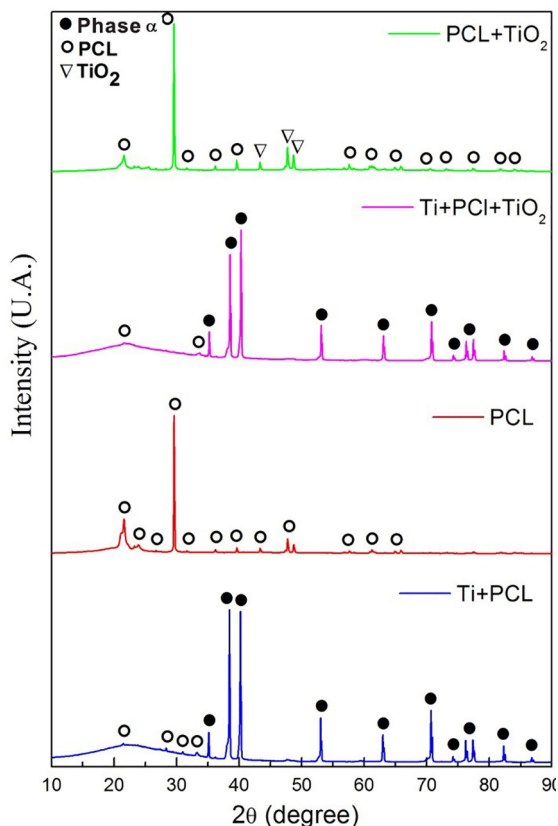 Phase α
PCL
TiO₂
PCL+TiO₂
Ti+PCl+TiO₂
PCL
Ti+PCL
Intensity (U.A.)
10 20 30 40 50 60 70 80 90
2θ (degree)